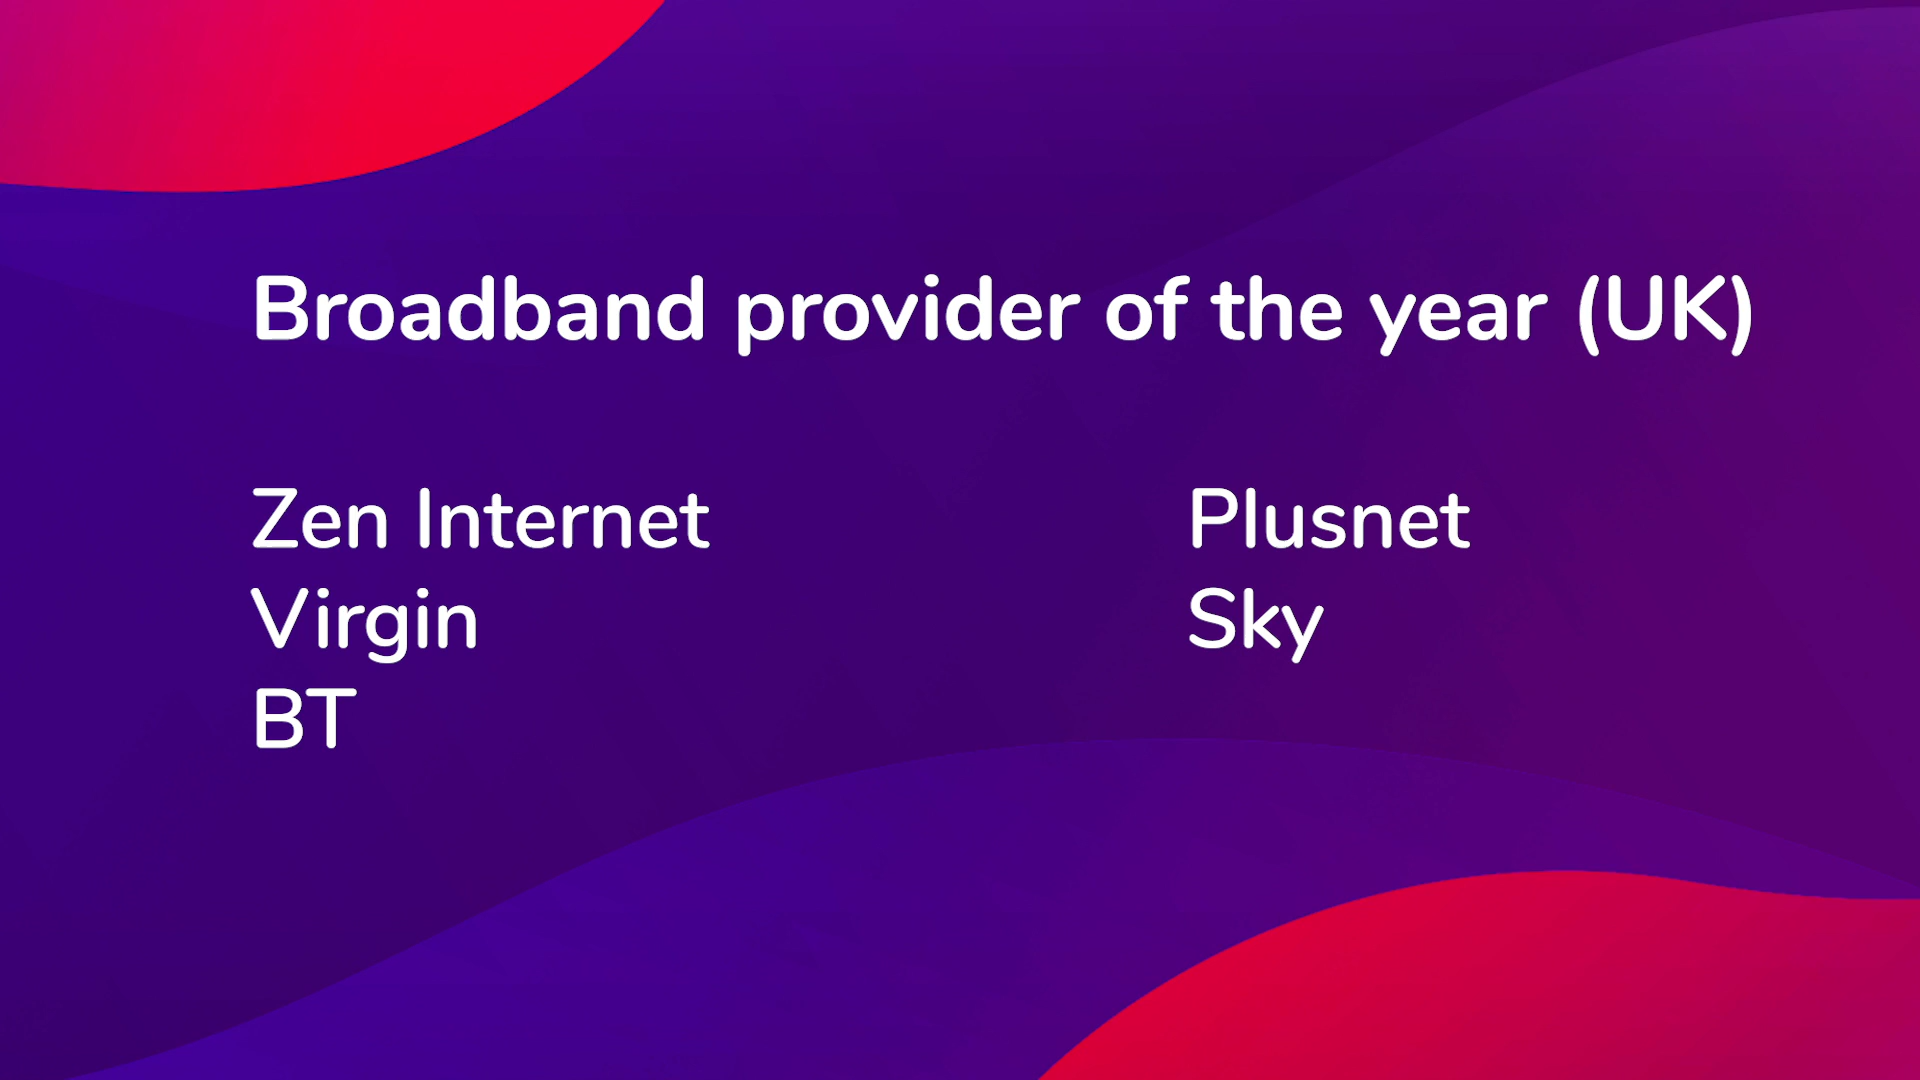 Broadband provider of the year (UK)
Zen Internet
Virgin
BT
Plusnet
Sky